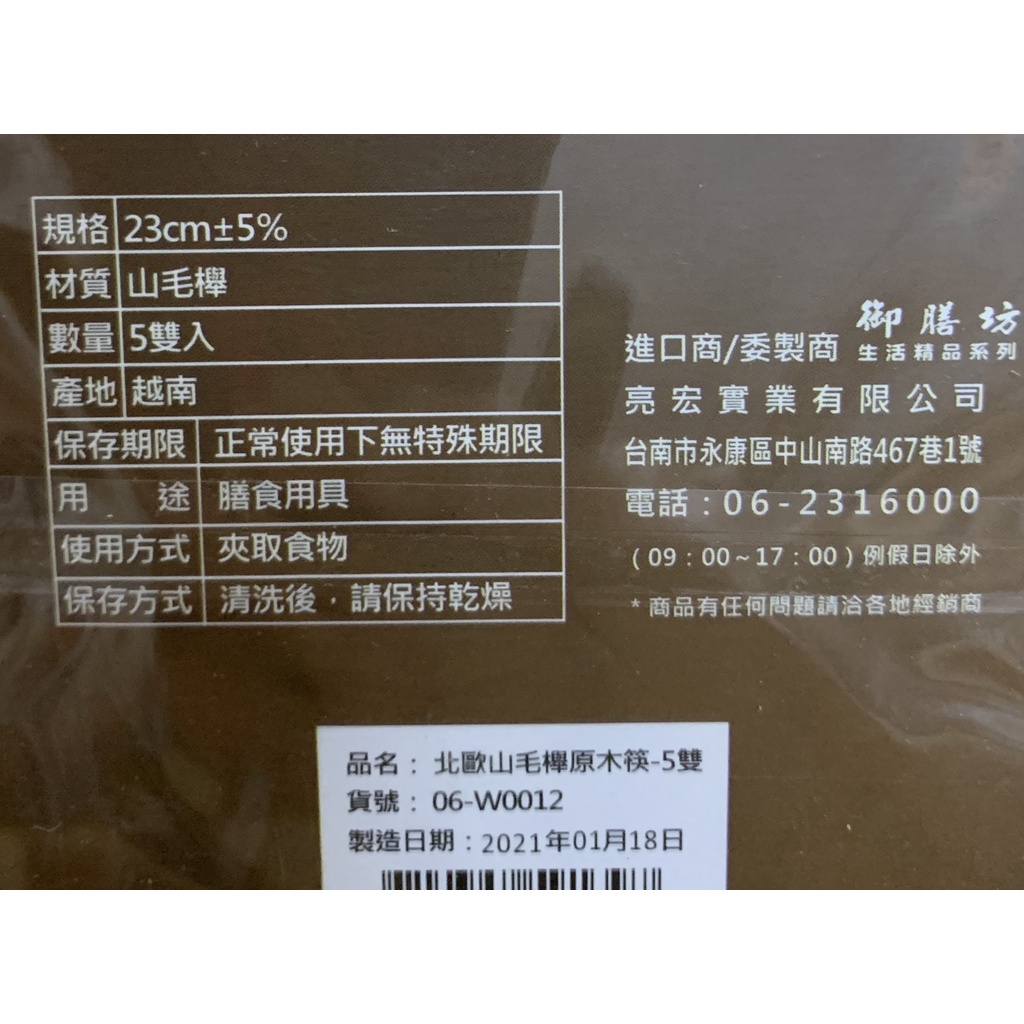 規格 23cm±5%
材質 山毛櫸
數量 5雙入
產地 越南
保存期限 正常使用下無特殊期限
用 途 膳食用具
使用方式 夾取食物
保存方式 清洗後，請保持乾燥
御膳坊
進口商/委製商 生活精品系列
亮宏實業有限公司
台南市永康區中山南路467巷1號
電話：06-2316000
(09：00~17：00)例假日除外
*商品有任何問題請洽各地經銷商
品名：北歐山毛櫸原木筷-5雙
貨號：06-W0012
製造日期：2021年01月18日